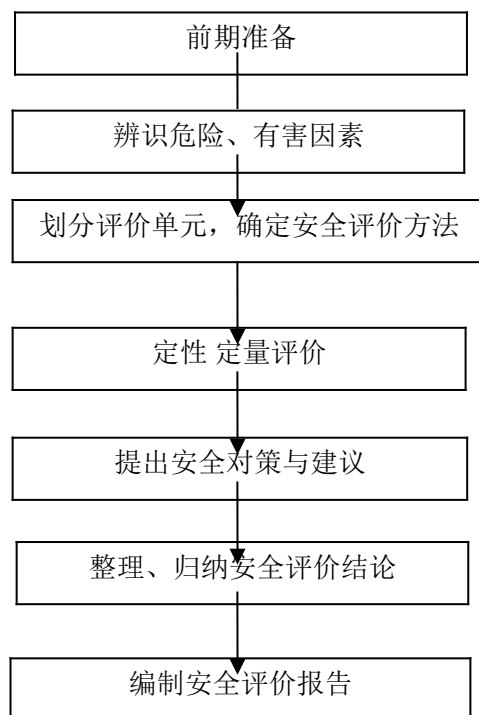 前期准备
辨识危险、有害因素
划分评价单元，确定安全评价方法
定性 定量评价
提出安全对策与建议
整理、归纳安全评价结论
编制安全评价报告